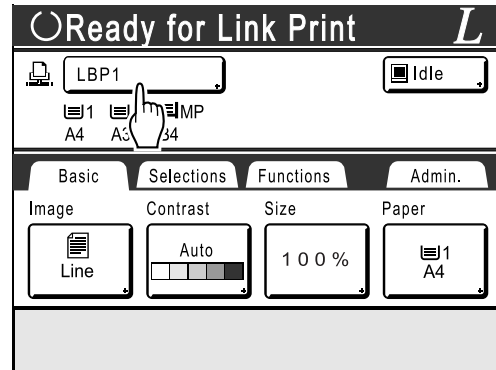 Ready for Link Print L
LBP1 Idle
1 MP
A4
Basic Selections Functions Admin.
Image Contrast Size Paper
Line Auto 100% 1
A4